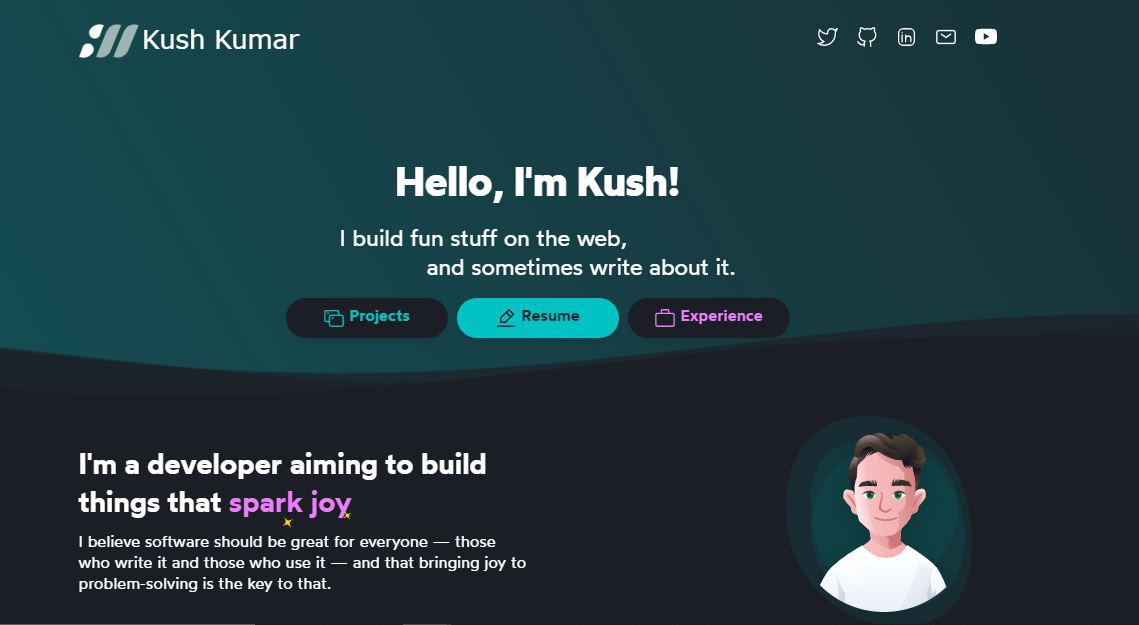 Kush Kumar
Hello, I'm Kush!
I build fun stuff on the web,
and sometimes write about it.
Projects
Resume
Experience
I'm a developer aiming to build
things that spark joy
I believe software should be great for everyone — those
who write it and those who use it — and that bringing joy to
problem-solving is the key to that.